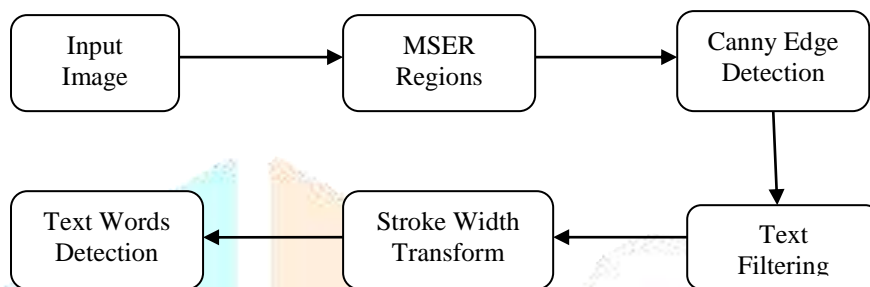 Input
Image
MSER
Regions
Canny Edge
Detection
Text
Filtering
Stroke Width
Transform
Text Words
Detection